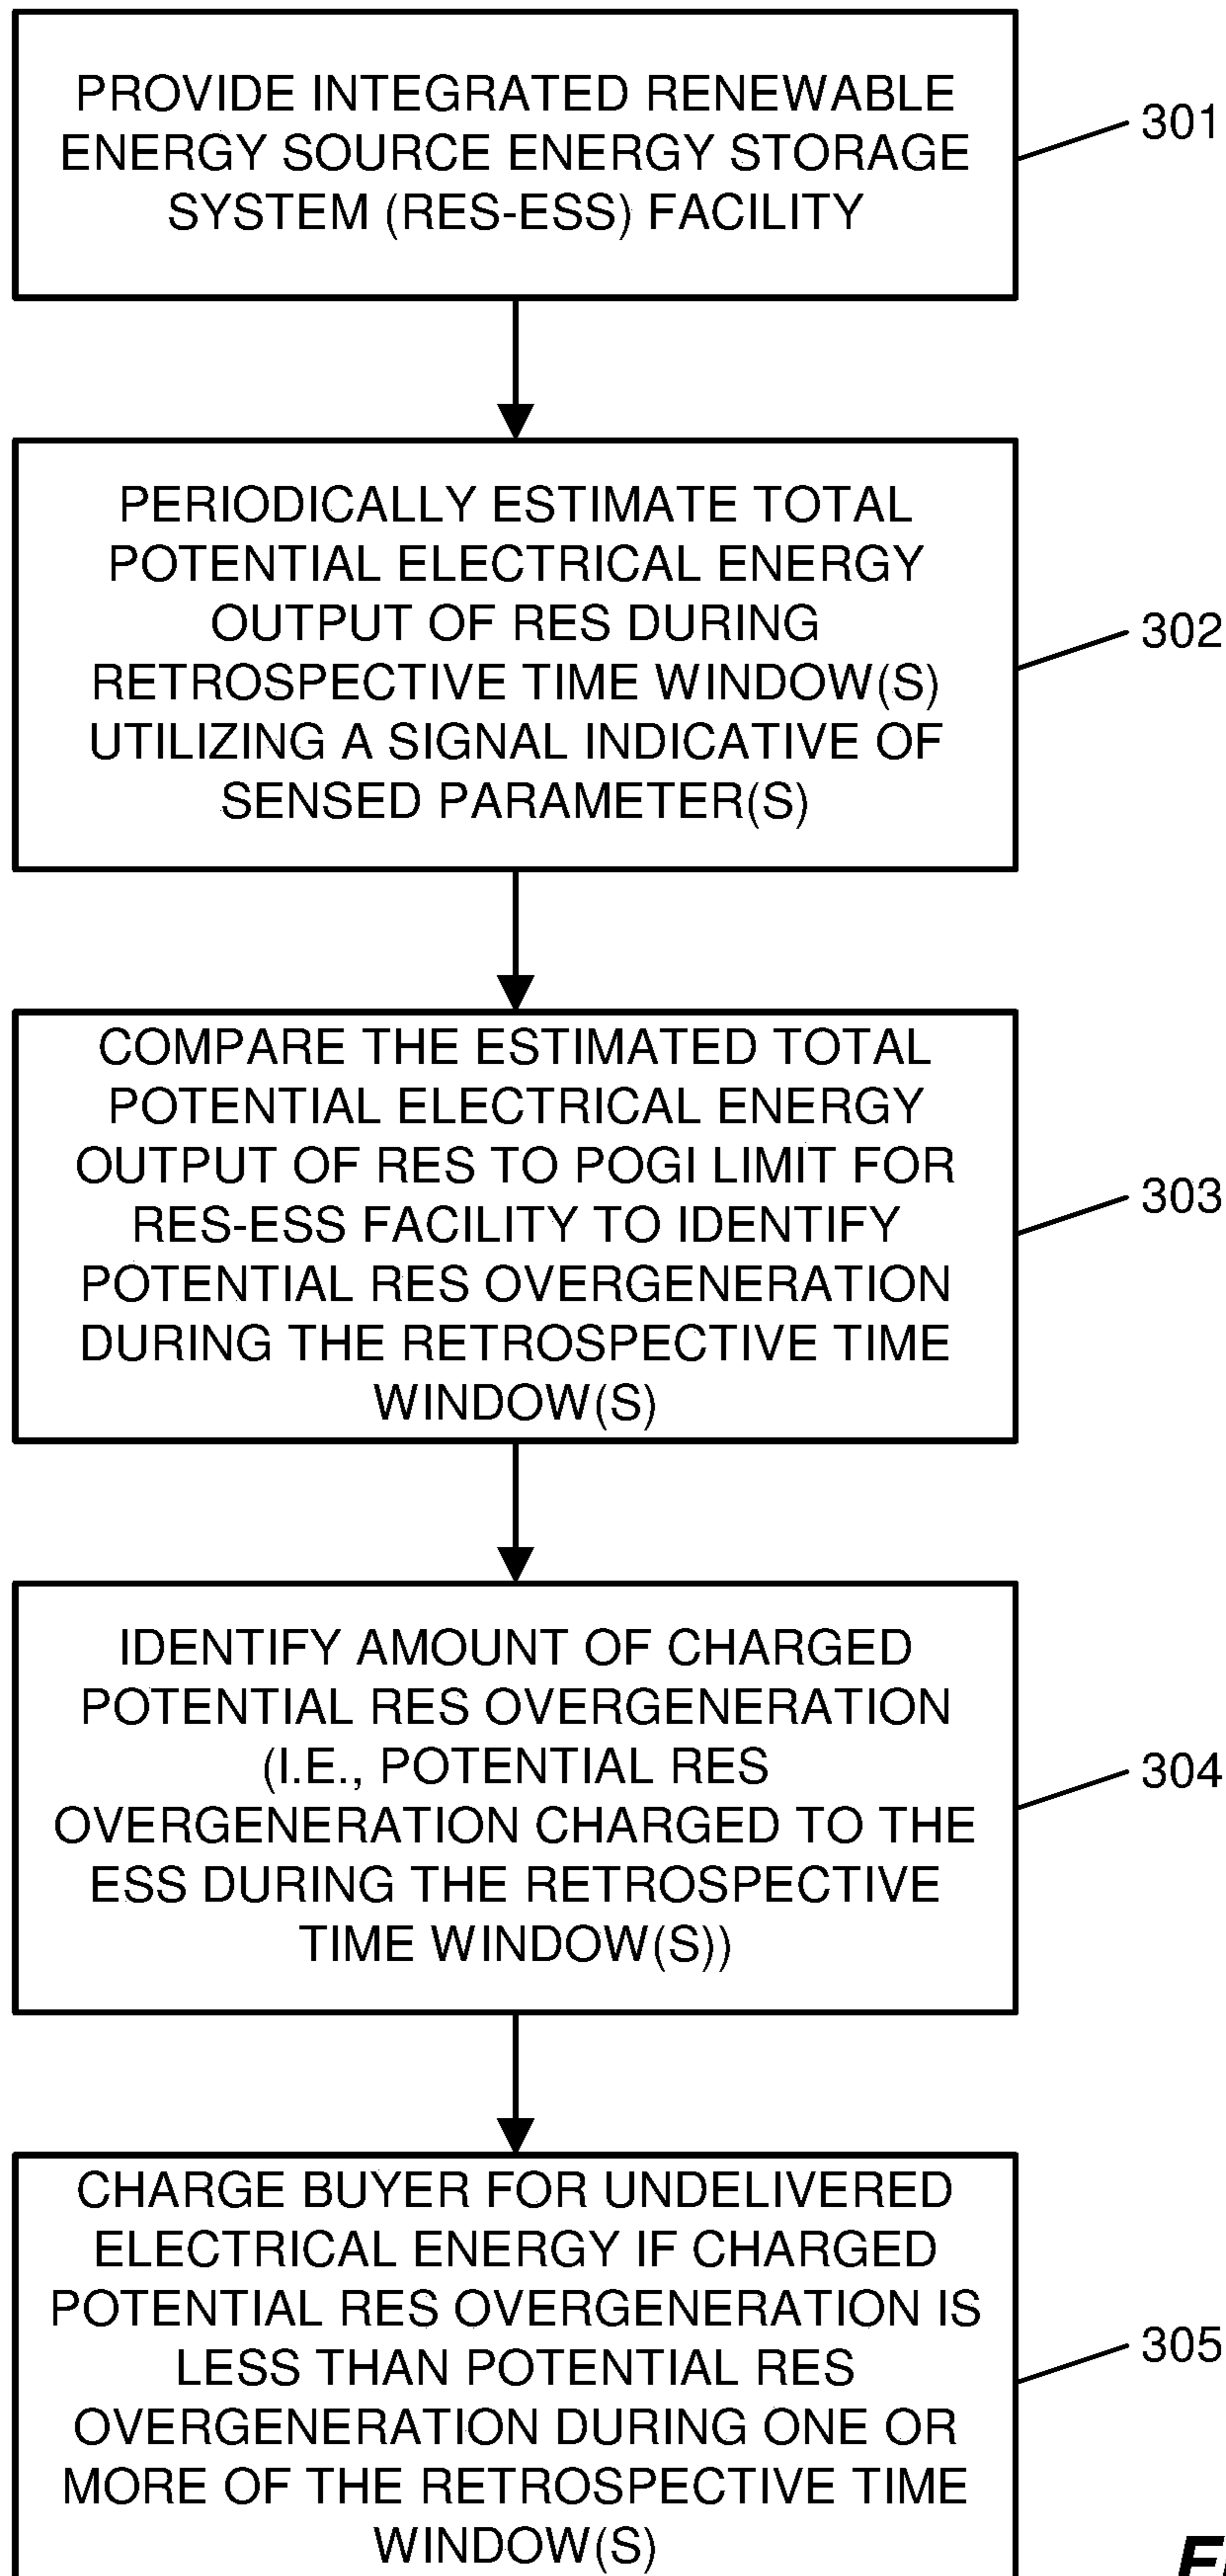 PROVIDE INTEGRATED RENEWABLE
ENERGY SOURCE ENERGY STORAGE
SYSTEM (RES-ESS) FACILITY
301
PERIODICALLY ESTIMATE TOTAL
POTENTIAL ELECTRICAL ENERGY
OUTPUT OF RES DURING
RETROSPECTIVE TIME WINDOW(S)
UTILIZING A SIGNAL INDICATIVE OF
SENSED PARAMETER(S)
302
COMPARE THE ESTIMATED TOTAL
POTENTIAL ELECTRICAL ENERGY
OUTPUT OF RES TO POGI LIMIT FOR
RES-ESS FACILITY TO IDENTIFY
POTENTIAL RES OVERGENERATION
DURING THE RETROSPECTIVE TIME
WINDOW(S)
303
IDENTIFY AMOUNT OF CHARGED
POTENTIAL RES OVERGENERATION
(I.E., POTENTIAL RES
OVERGENERATION CHARGED TO THE
ESS DURING THE RETROSPECTIVE
TIME WINDOW(S))
304
CHARGE BUYER FOR UNDELIVERED
ELECTRICAL ENERGY IF CHARGED
POTENTIAL RES OVERGENERATION IS
LESS THAN POTENTIAL RES
OVERGENERATION DURING ONE OR
MORE OF THE RETROSPECTIVE TIME
WINDOW(S)
305